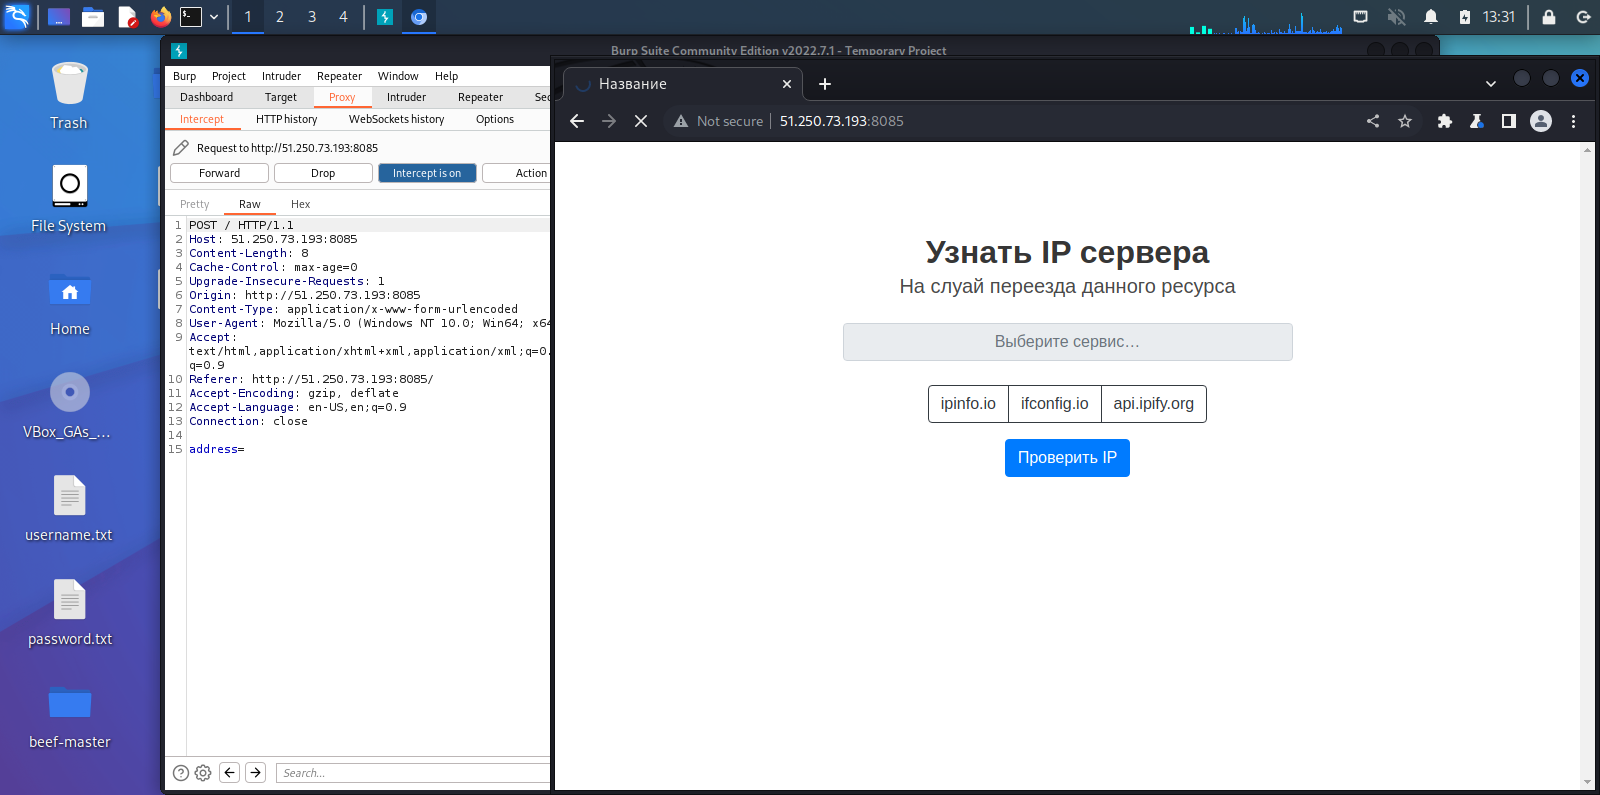 1 2 3 4 13:31
Burp Suite Community Edition v2022.7.1 - Temporary Project
Trash
File System
Home
VBox_GAs_...
username.txt
password.txt
beef-master
Burp Project Intruder Repeater Window Help
Dashboard Target Proxy Intruder Repeater Sec
Intercept HTTP history WebSockets history Options
Request to http://51.250.73.193:8085
Forward Drop Intercept is on Action
Pretty Raw Hex
1 POST / HTTP/1.1
2 Host: 51.250.73.193:8085
3 Content-Length: 8
4 Cache-Control: max-age=0
5 Upgrade-Insecure-Requests: 1
6 Origin: http://51.250.73.193:8085
7 Content-Type: application/x-www-form-urlencoded
8 User-Agent: Mozilla/5.0 (Windows NT 10.0; Win64; x64
9 Accept:
text/html,application/xhtml+xml,application/xml;q=0.
q=0.9
10 Referer: http://51.250.73.193:8085/
11 Accept-Encoding: gzip, deflate
12 Accept-Language: en-US,en;q=0.9
13 Connection: close
14
15 address=
Search...
Название
Not secure 51.250.73.193:8085
Узнать IP сервера
На слуай переезда данного ресурса
Выберите сервис...
ipinfo.io ifconfig.io api.ipify.org
Проверить IP